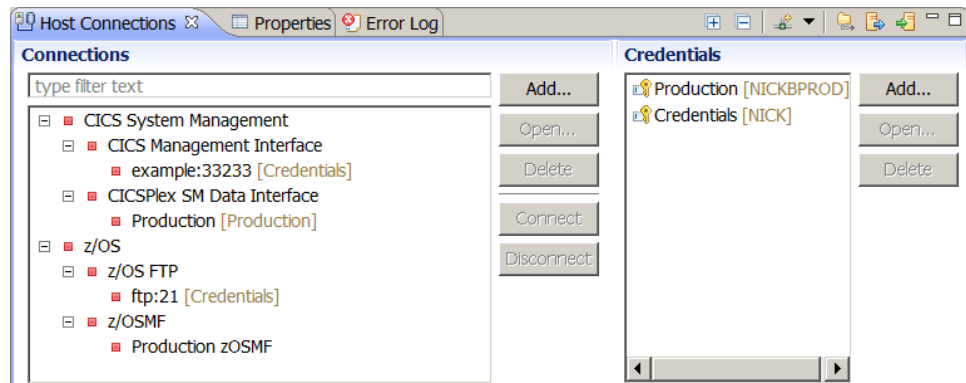 Host Connections Properties Error Log
Connections
type filter text
Add...
Open...
Delete
Connect
Disconnect
CICS System Management
CICS Management Interface
example:33233 [Credentials]
CICSPlex SM Data Interface
Production [Production]
z/OS
z/OS FTP
ftp:21 [Credentials]
z/OSMF
Production zOSMF
Credentials
Production [NICKBPROD]
Credentials [NICK]
Add...
Open...
Delete